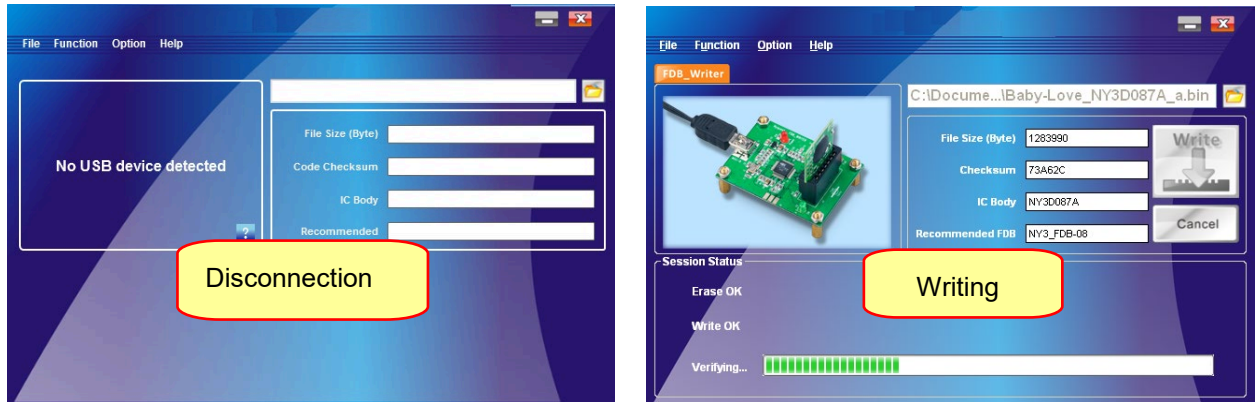 File Function Option Help
No USB device detected
?
File Size (Byte)
Code Checksum
IC Body
Recommended
Disconnection
File Function Option Help
FDB_Writer
C:\Docume...\Baby-Love_NY3D087A_a.bin
File Size (Byte) 1283990
Checksum 73A62C
IC Body NY3D087A
Recommended FDB NY3_FDB-08
Write
Cancel
Session Status
Writing
Erase OK
Write OK
Verifying...